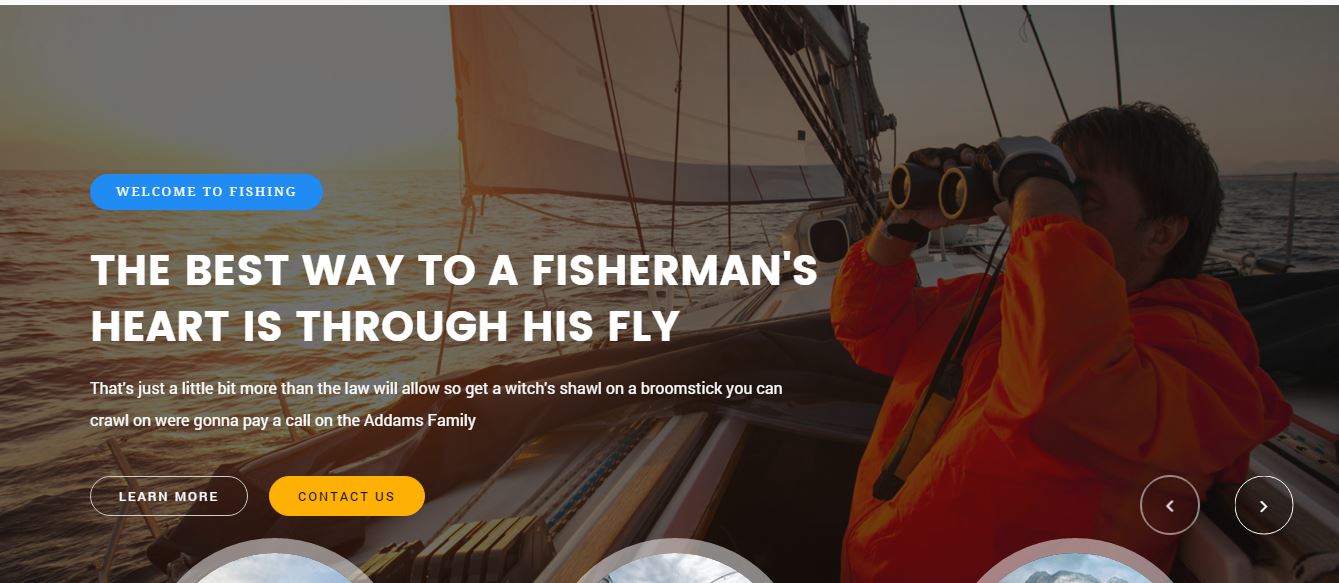 WELCOME TO FISHING
THE BEST WAY TO A FISHERMAN'S
HEART IS THROUGH HIS FLY
That's just a little bit more than the law will allow so get a witch's shawl on a broomstick you can
crawl on were gonna pay a call on the Addams Family
LEARN MORE
CONTACT US